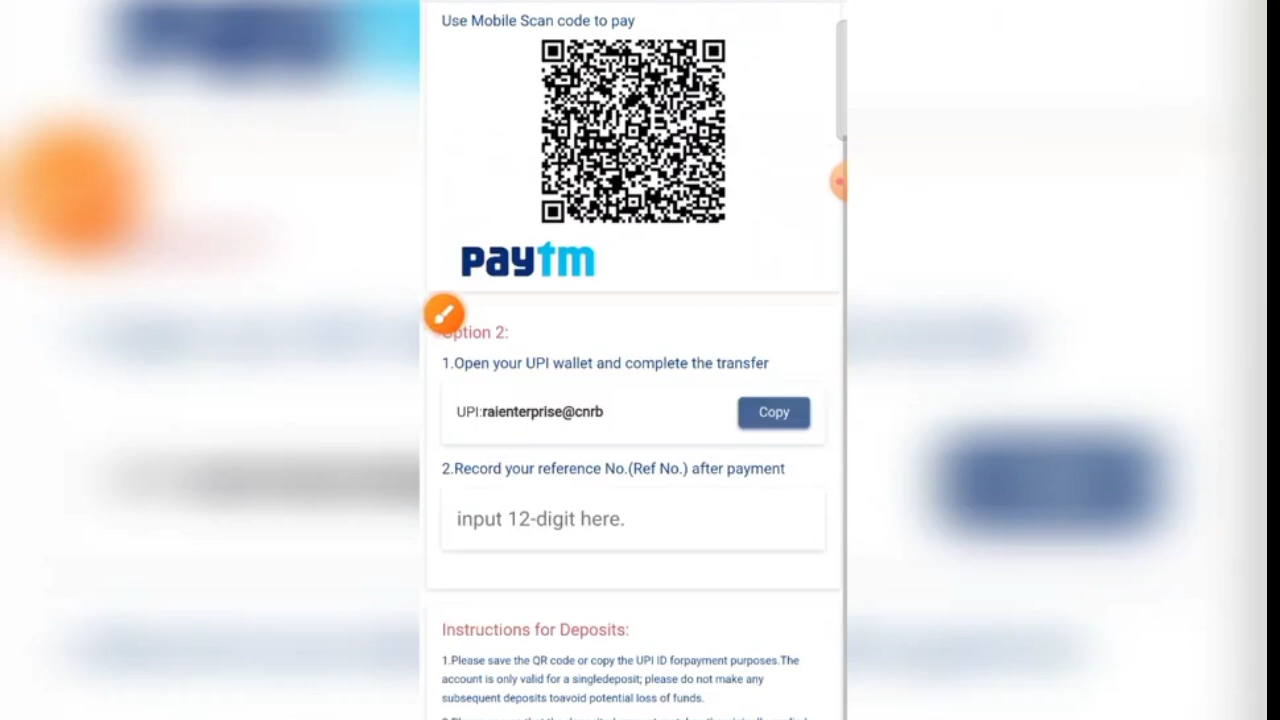 Use Mobile Scan code to pay
paytm
Option 2:
1.Open your UPI wallet and complete the transfer
UPI:raienterprise@cnrb
Copy
2.Record your reference No.(Ref No.) after payment
input 12-digit here.
Instructions for Deposits:
1.Please save the QR code or copy the UPI ID forpayment purposes.The
account is only valid for a singledeposit; please do not make any
subsequent deposits toavoid potential loss of funds.